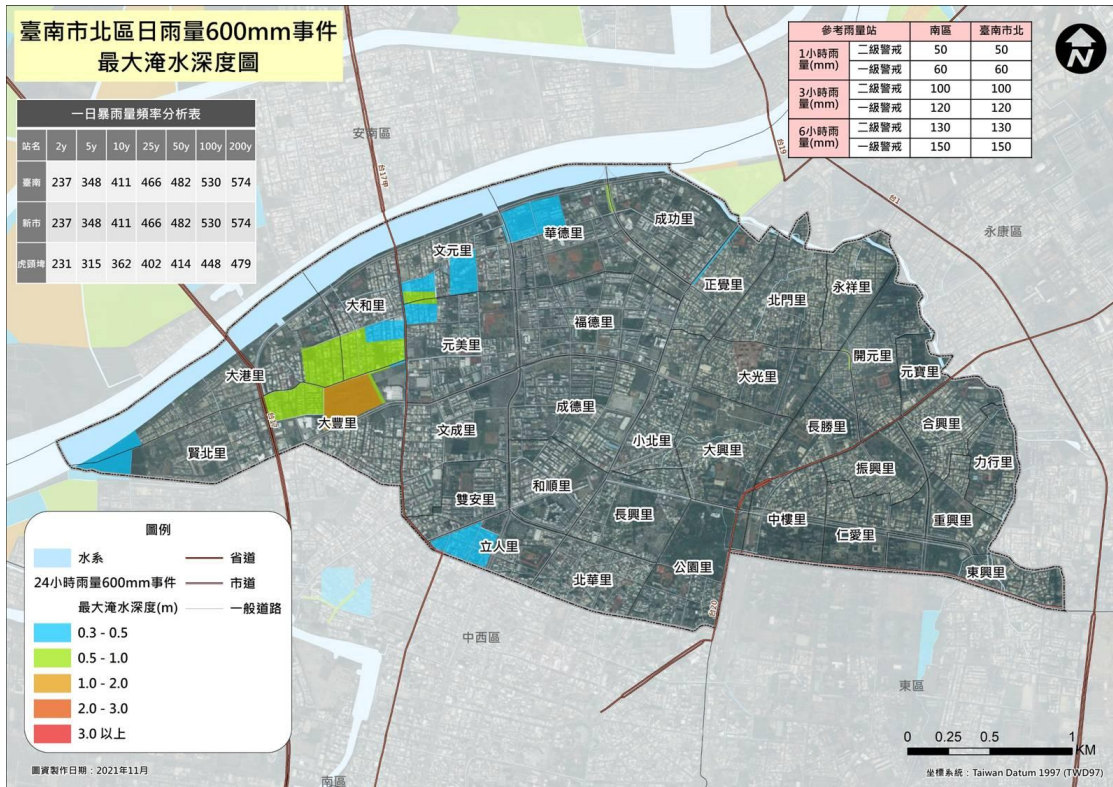 臺南市北區日雨量600mm事件
最大淹水深度圖
參考雨量站 南區 臺南市北
1小時雨量(mm) 二級警戒 50 50
一級警戒 60 60
3小時雨量(mm) 二級警戒 100 100
一級警戒 120 120
6小時雨量(mm) 二級警戒 130 130
一級警戒 150 150
N
一日暴雨量頻率分析表
站名 2y 5y 10y 25y 50y 100y 200y
臺南 237 348 411 466 482 530 574
新市 237 348 411 466 482 530 574
虎頭埤 231 315 362 402 414 448 479
安南區
台17甲
台19
台1
永康區
成功里
華德里
文元里
正覺里
北門里
永祥里
大和里
福德里
元美里
開元里
元寶里
大港里
大光里
成德里
台17
大豐里
文成里
小北里
大興里
長勝里
合興里
賢北里
振興里
力行里
雙安里
和順里
長興里
中樓里
仁愛里
重興里
立人里
北華里
公園里
東興里
台20
中西區
東區
南區
圖例
水系
省道
24小時雨量600mm事件
市道
最大淹水深度(m)
一般道路
0.3 - 0.5
0.5 - 1.0
1.0 - 2.0
2.0 - 3.0
3.0 以上
圖資製作日期：2021年11月
0 0.25 0.5 1
KM
坐標系統：Taiwan Datum 1997 (TWD97)